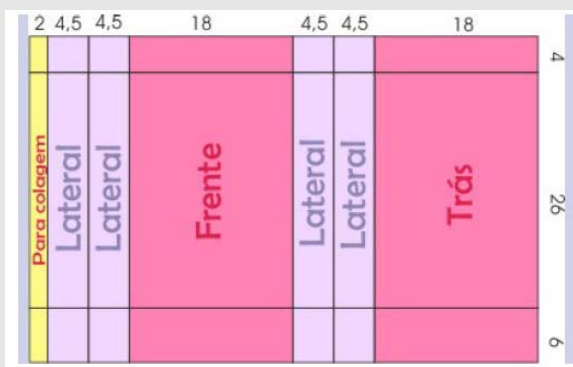 2 4,5 4,5 18 4,5 4,5 18
4
Para colagem
Lateral
Lateral
Frente
Lateral
Lateral
Trás
26
6